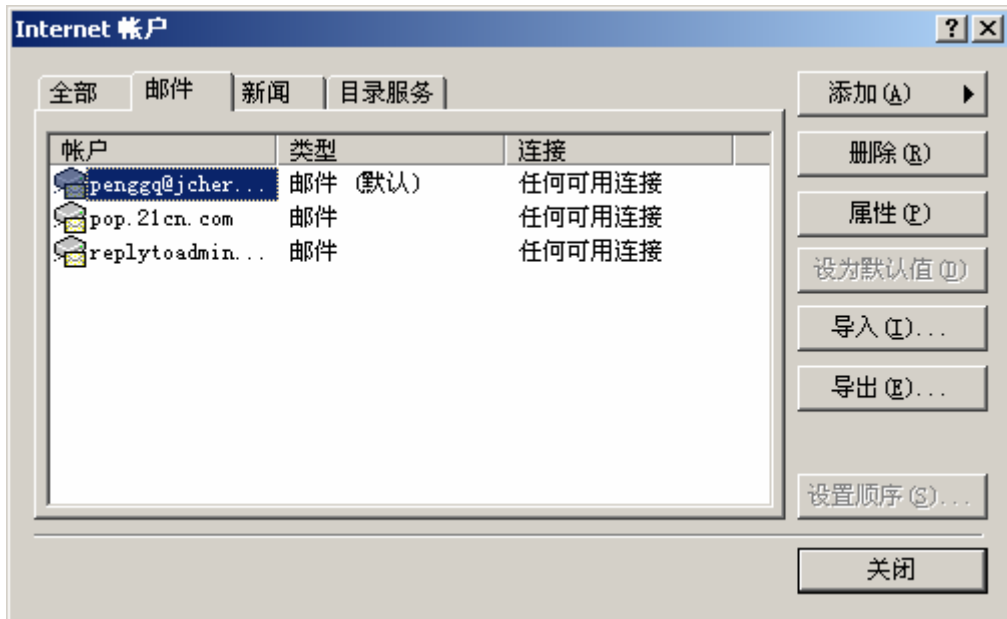 Internet 帐户
全部 邮件 新闻 目录服务
帐户 类型 连接
penggq@jcher... 邮件 (默认) 任何可用连接
pop.21cn.com 邮件 任何可用连接
replytoadmin... 邮件 任何可用连接
添加(A)
删除(R)
属性(P)
设为默认值(D)
导入(I)...
导出(E)...
设置顺序(S)...
关闭